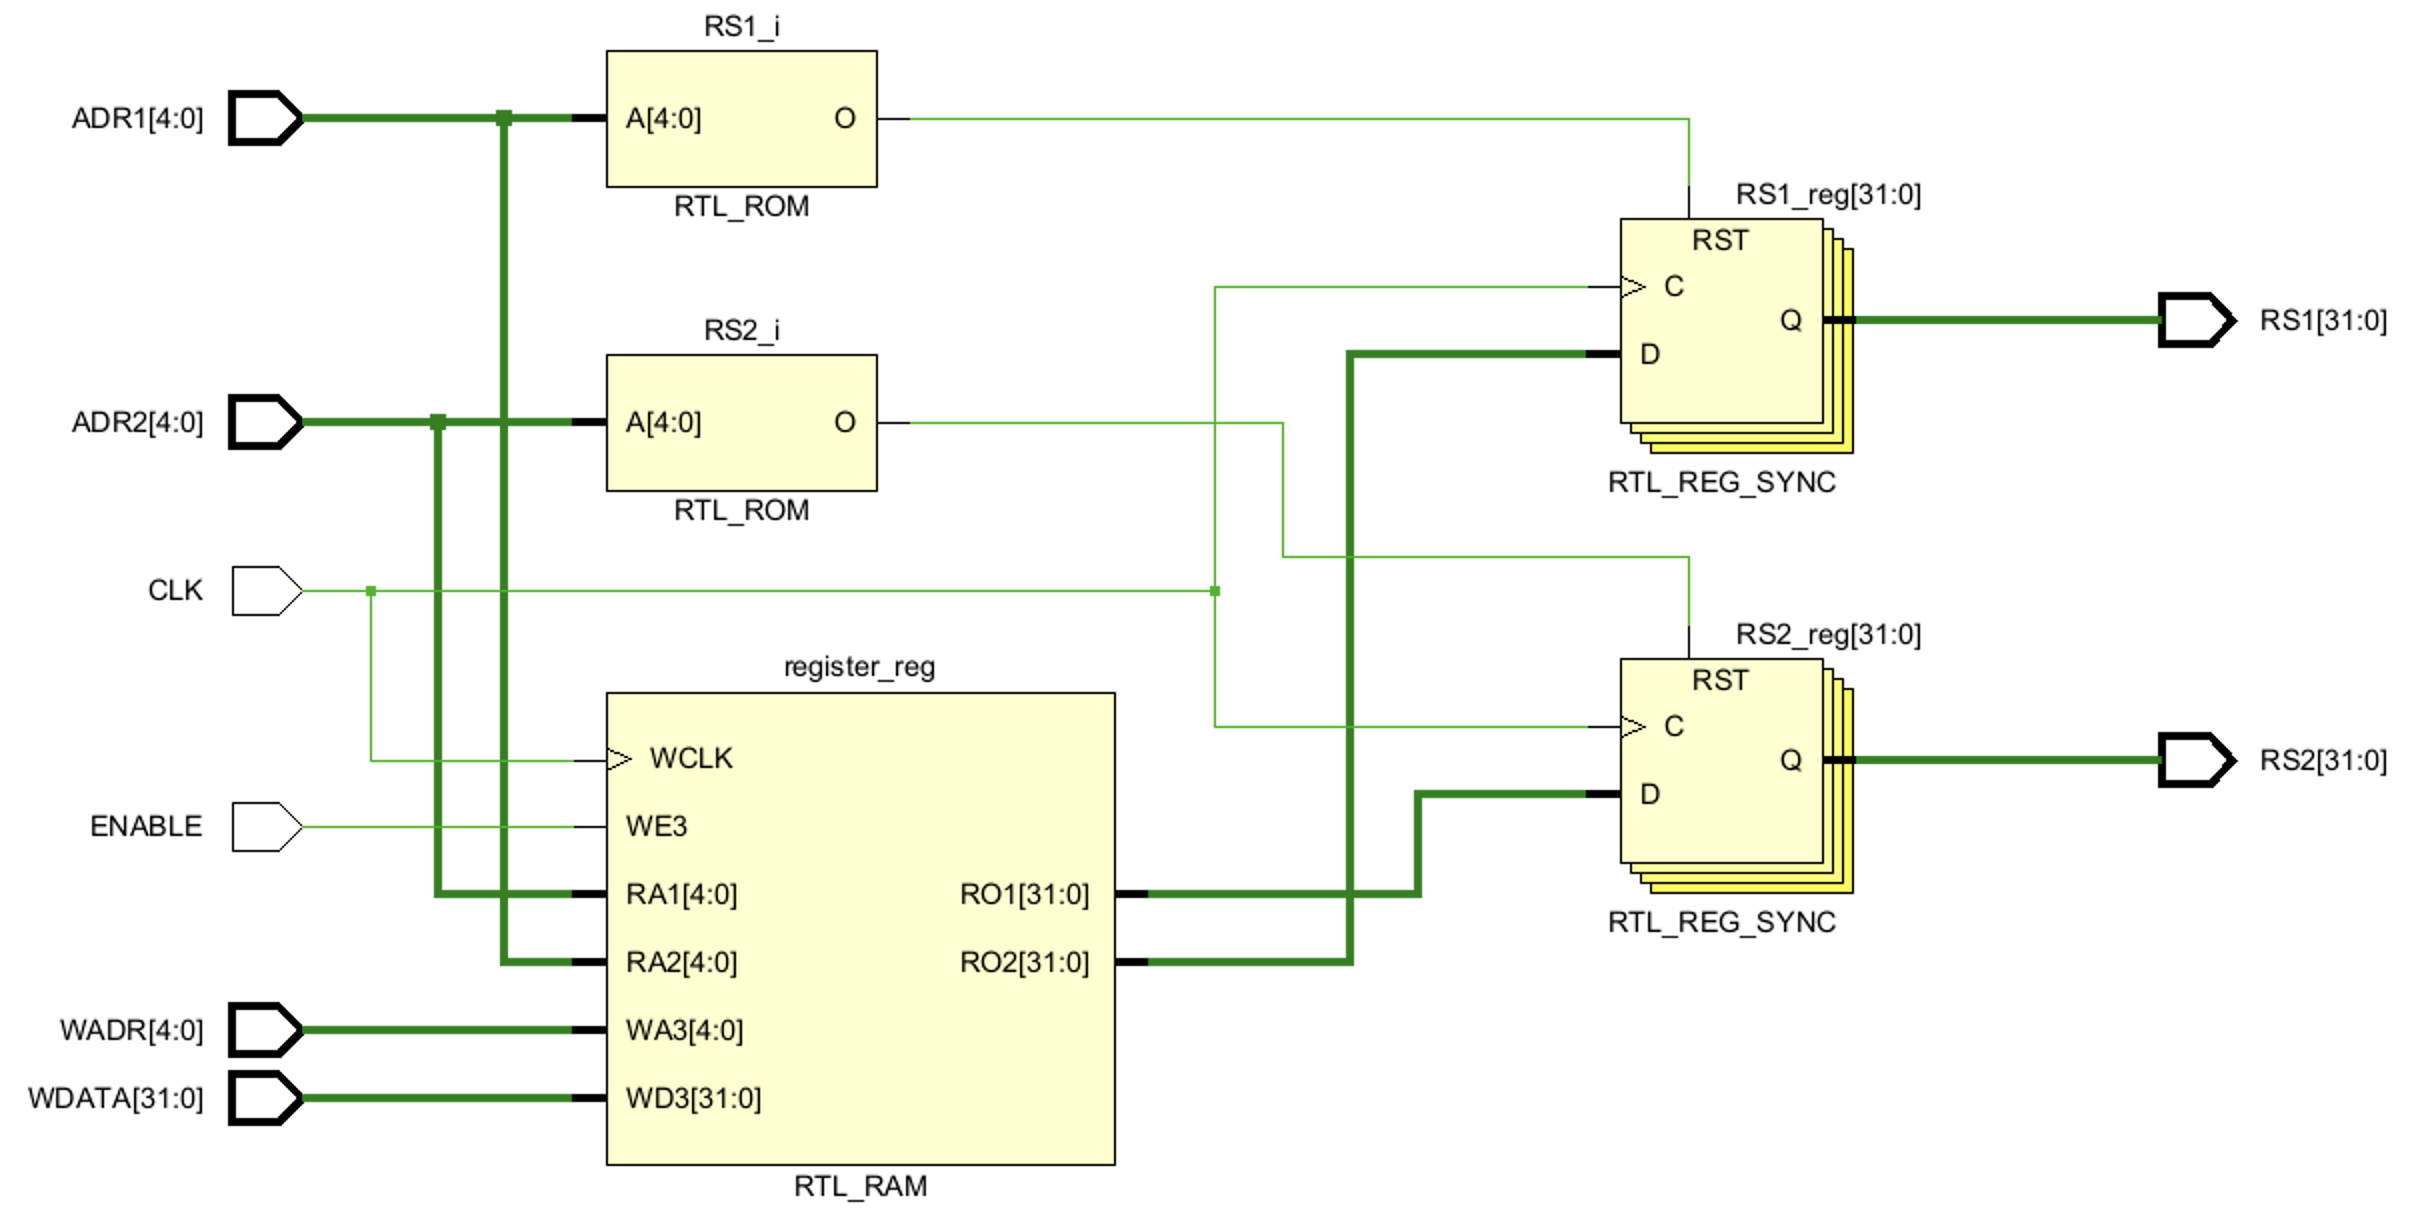 RS1_i
ADR1[4:0]
A[4:0]
O
RTL_ROM
RS1_reg[31:0]
RST
C
Q
D
RS1[31:0]
RTL_REG_SYNC
RS2_i
ADR2[4:0]
A[4:0]
O
RTL_ROM
CLK
RS2_reg[31:0]
RST
C
Q
D
RS2[31:0]
RTL_REG_SYNC
register_reg
WCLK
ENABLE
WE3
RA1[4:0]
RO1[31:0]
RA2[4:0]
RO2[31:0]
WADR[4:0]
WA3[4:0]
WDATA[31:0]
WD3[31:0]
RTL_RAM